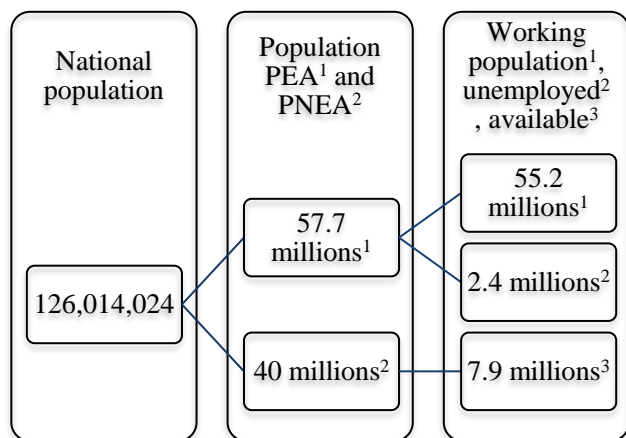 National
population
126,014,024
Population
PEA¹ and
PNEA²
57.7
millions¹
40 millions²
Working
population¹,
unemployed²
, available³
55.2
millions¹
2.4 millions²
7.9 millions³